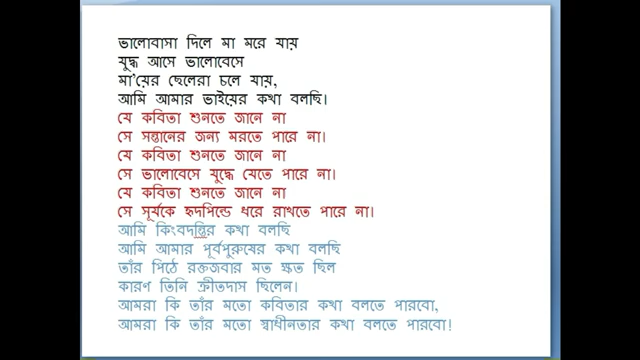 ভালোবাসা দিলে মা মরে যায়
যুদ্ধ আসে ভালোবেসে
মা'য়ের ছেলেরা চলে যায়,
আমি আমার ভাইয়ের কথা বলছি।
যে কবিতা শুনতে জানে না
সে সন্তানের জন্য মরতে পারে না।
যে কবিতা শুনতে জানে না
সে ভালোবেসে যুদ্ধে যেতে পারে না।
যে কবিতা শুনতে জানে না
সে সূর্যকে হৃদপিন্ডে ধরে রাখতে পারে না।
আমি কিংবদন্তির কথা বলছি
আমি আমার পূর্বপুরুষের কথা বলছি
তাঁর পিঠে রক্তজবার মত ক্ষত ছিল
কারণ তিনি ক্রীতদাস ছিলেন।
আমরা কি তাঁর মতো কবিতার কথা বলতে পারবো,
আমরা কি তাঁর মতো স্বাধীনতার কথা বলতে পারবো!